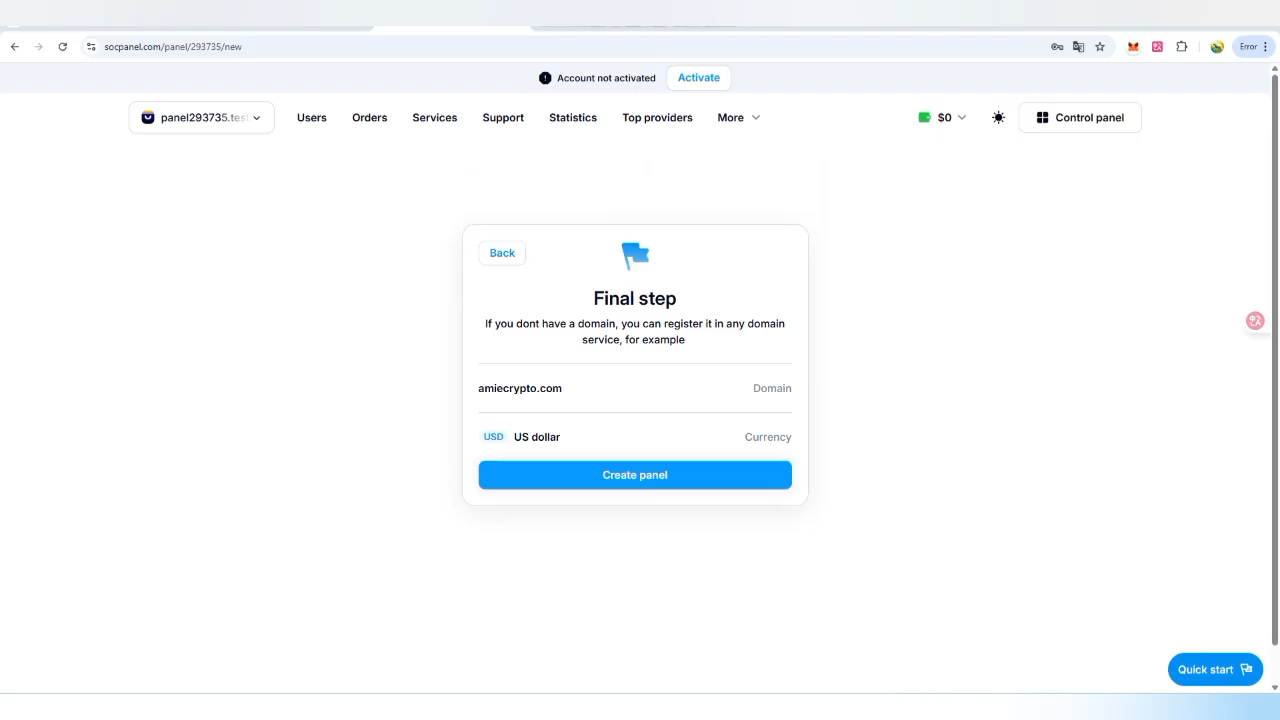 socpanel.com/panel/293735/new
Error
Account not activated
Activate
panel293735.test
Users
Orders
Services
Support
Statistics
Top providers
More
$0
Control panel
Back
Final step
If you dont have a domain, you can register it in any domain
service, for example
amiecrypto.com
Domain
USD
US dollar
Currency
Create panel
Quick start